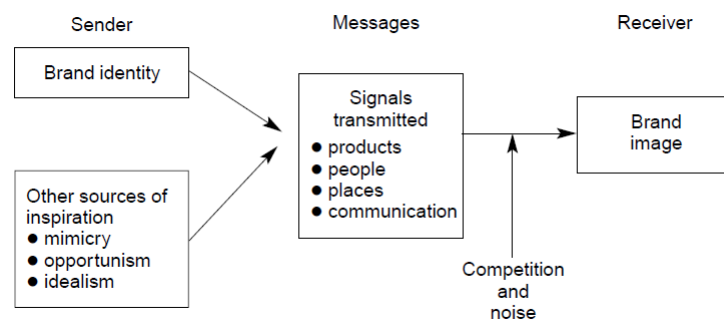 Sender
Messages
Receiver
Brand identity
Other sources of
inspiration
● mimicry
● opportunism
● idealism
Signals
transmitted
● products
● people
● places
● communication
Brand
image
Competition
and
noise